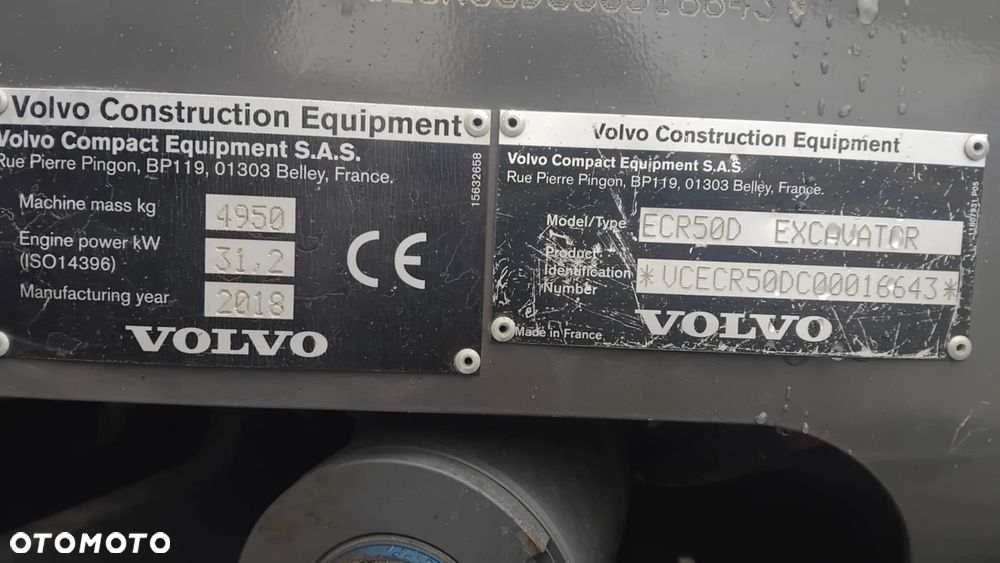 Volvo Construction Equipment
Volvo Compact Equipment S.A.S.
Rue Pierre Pingon, BP119, 01303 Belley, France.
Machine mass kg 4950
Engine power kW
(ISO14396) 31,2
Manufacturing year 2018
CE
VOLVO
15632658
Volvo Construction Equipment
Volvo Compact Equipment S.A.S
Rue Pierre Pingon, BP119, 01303 Belley, France.
Model/Type ECR50D EXCAVATOR
Product
Identification *VCECR50DC00016643*
Number
Made in France.
VOLVO
OTOMOTO